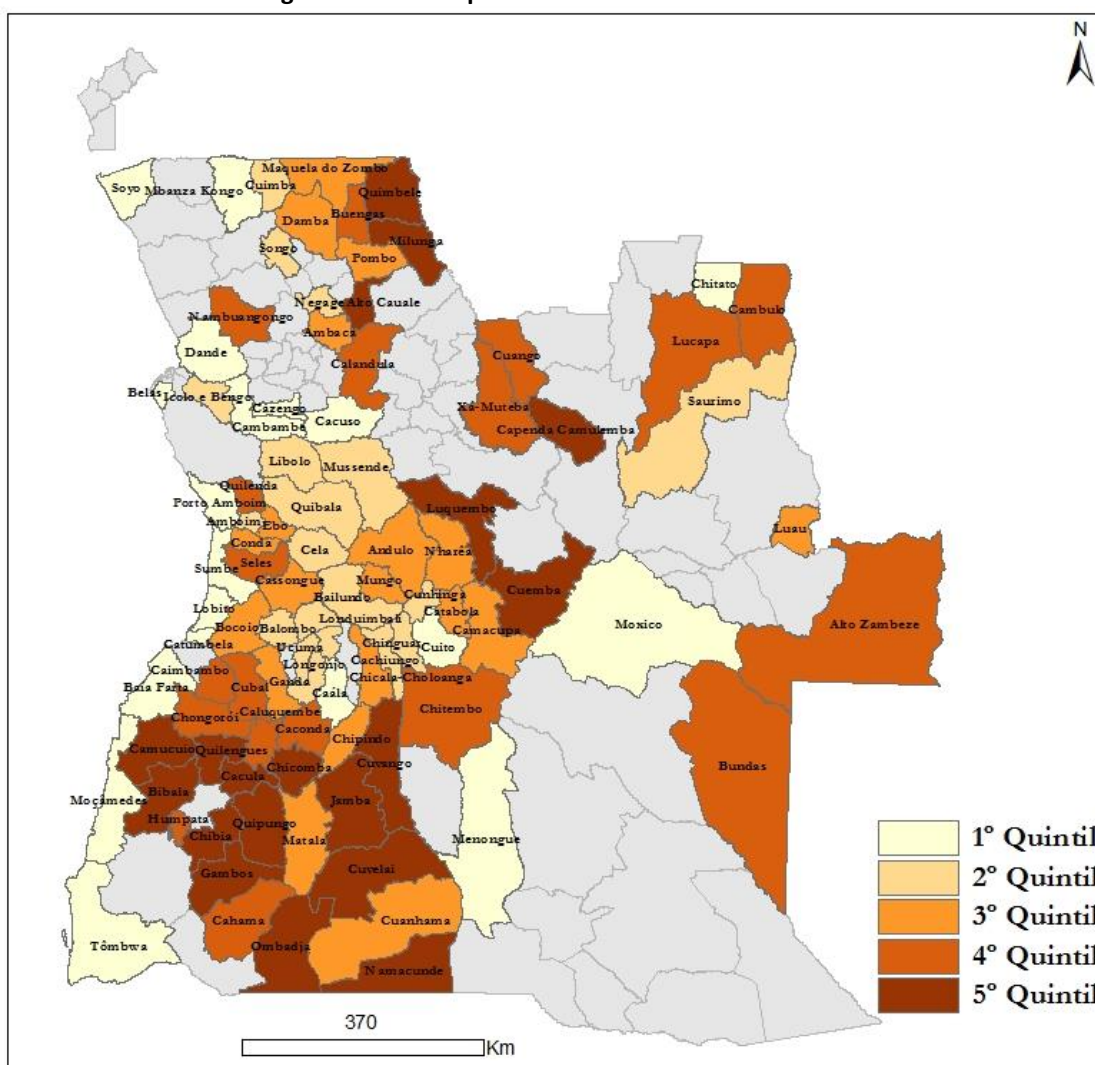 N
Maquela do Zombo
Soyo
Mbanza Kongo
Cuimba
Quimbele
Damba
Buengas
Milunga
Songo
Pombo
Chitato
Negage
Alto Cauale
Nambuangongo
Ambaca
Cambulo
Lucapa
Dande
Calandula
Cuango
Belas
Icolo e Bengo
Saurimo
Cazengo
Cacuso
Xá-Muteba
Cambambe
Capenda Camulemba
Libolo
Mussende
Quilenda
Porto Amboim
Quibala
Luquembo
Amboim
Ebo
Luau
Conda
Cela
Andulo
Nharêa
Seles
Sumbe
Cassongue
Mungo
Cuemba
Bailundo
Cunhinga
Lobito
Catabola
Londuimbali
Moxico
Alto Zambeze
Bocoio
Balombo
Camacupa
Catumbela
Ucuma
Chinguar
Cuito
Caimbambo
Longonjo
Cachiungo
Baía Farta
Cubal
Ganda
Caála
Chicala-Choloanga
Chongorói
Caluquembe
Chitembo
Caconda
Chipindo
Camucuio
Quilengues
Cuvango
Bundas
Cacula
Chicomba
Bibala
Moçâmedes
Jamba
Humpata
Quipungo
Chibia
Matala
Menongue
Gambos
Cuvelai
Cahama
Cuanhama
Tômbwa
Ombadja
Namacunde
1º Quintil
2º Quintil
3º Quintil
4º Quintil
5º Quintil
370
Km